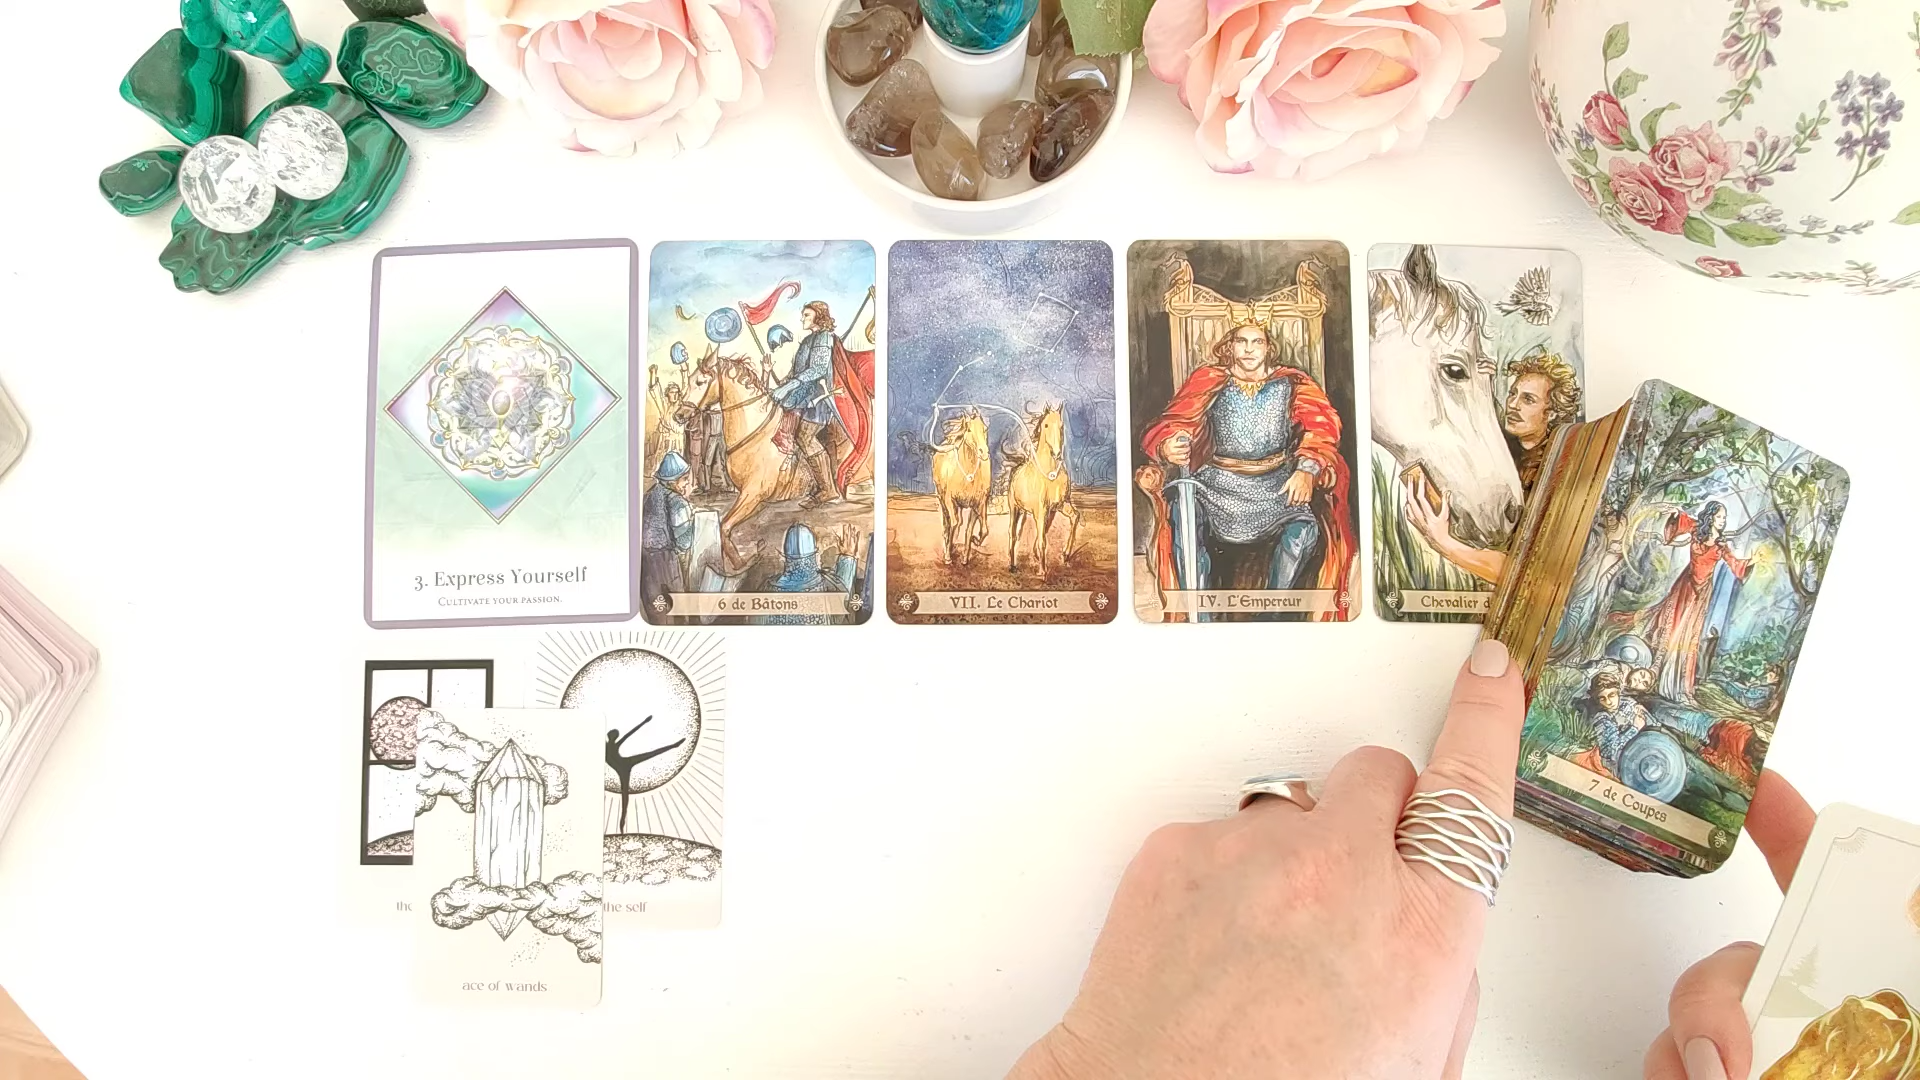 3. Express Yourself
Cultivate your passion.
6 de Bâtons
VII. Le Chariot
IV. L'Empereur
Chevalier
7 de Coupes
the self
ace of wands